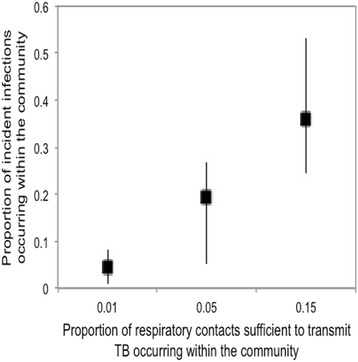 Proportion of incident infections
occurring within the community
0.6
0.5
0.4
0.3
0.2
0.1
0
0.01 0.05 0.15
Proportion of respiratory contacts sufficient to transmit
TB occurring within the community